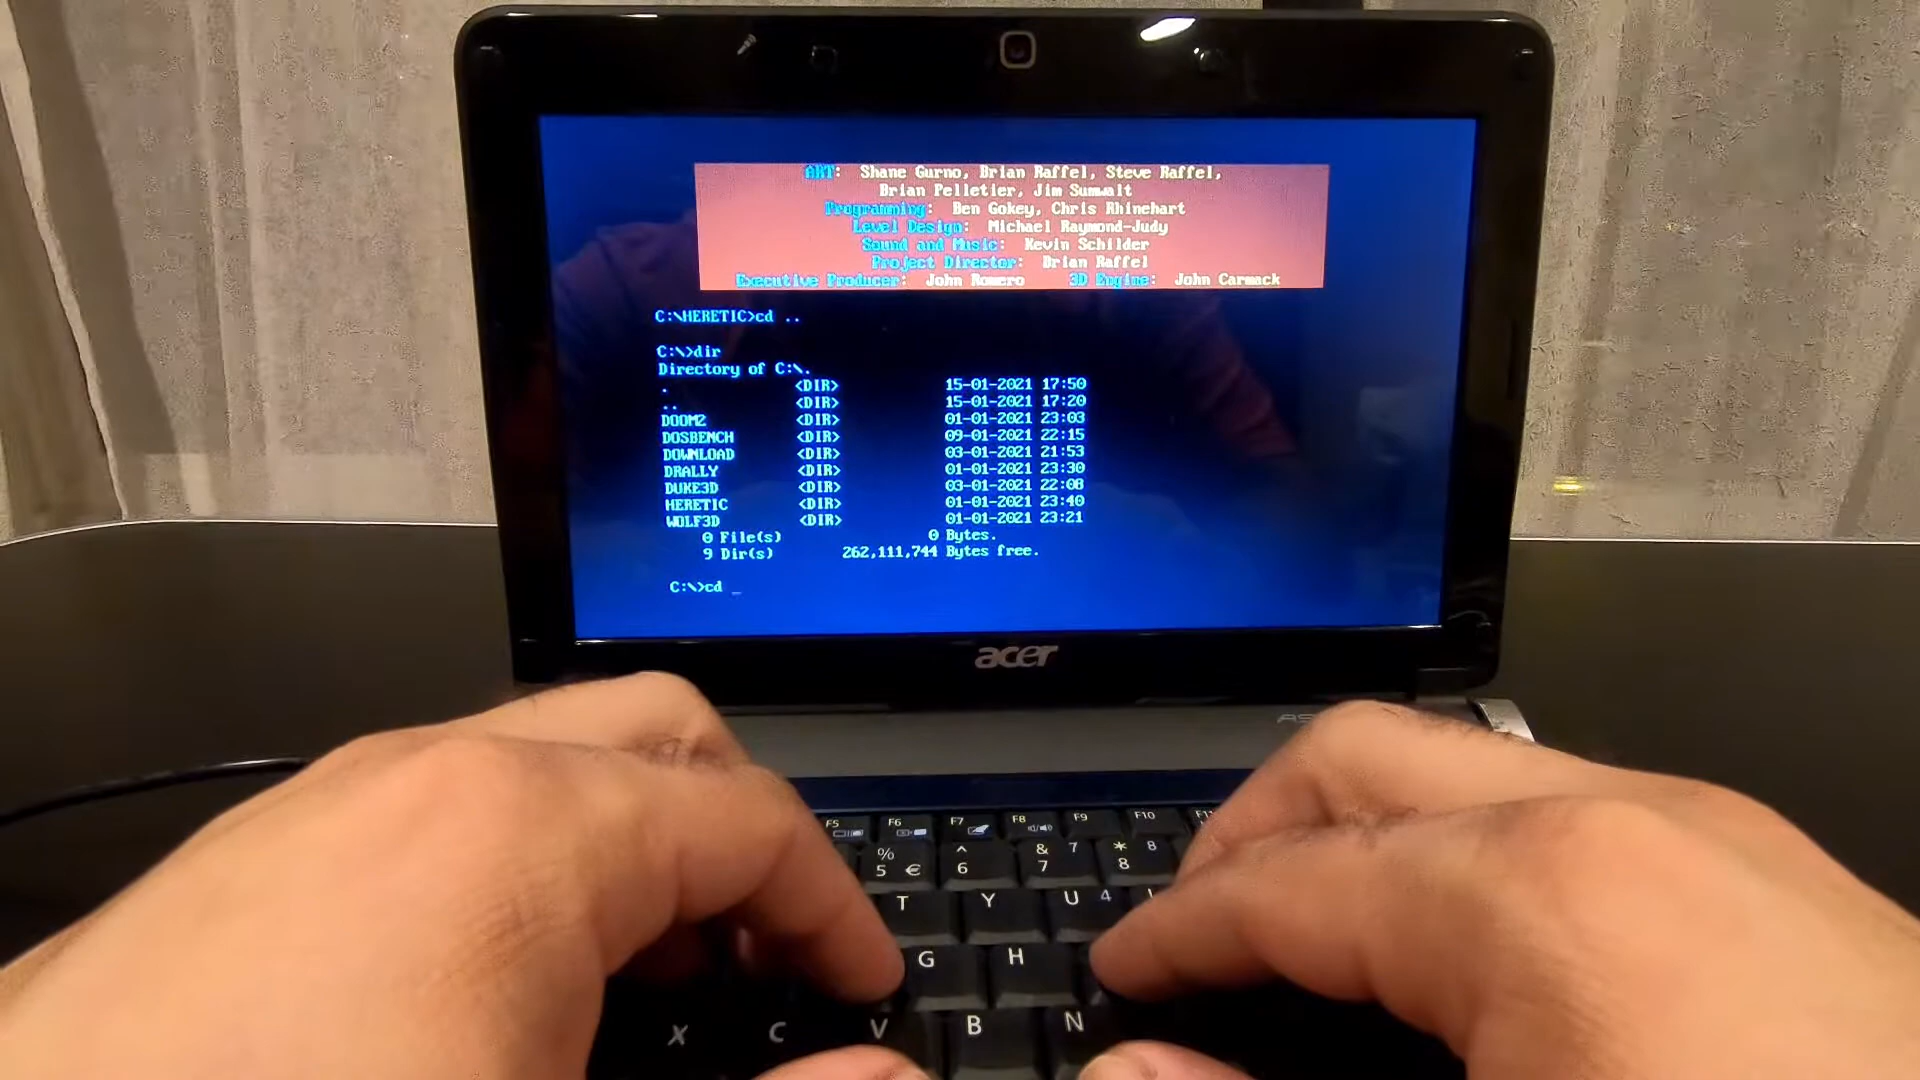 ART: Shane Gurno, Brian Raffel, Steve Raffel,
Brian Pelletier, Jim Sumwalt
Programming: Ben Gokey, Chris Rhinehart
Level Design: Michael Raymond-Judy
Sound and Music: Kevin Schilder
Project Director: Brian Raffel
Executive Producer: John Romero 3D Engine: John Carmack
C:\HERETIC>cd ..
C:\>dir
Directory of C:\.
. <DIR> 15-01-2021 17:50
.. <DIR> 15-01-2021 17:20
DOOM2 <DIR> 01-01-2021 23:03
DOSBENCH <DIR> 09-01-2021 22:15
DOWNLOAD <DIR> 03-01-2021 21:53
DRALLY <DIR> 01-01-2021 23:30
DUKE3D <DIR> 03-01-2021 22:08
HERETIC <DIR> 01-01-2021 23:40
WOLF3D <DIR> 01-01-2021 23:21
0 File(s) 0 Bytes.
9 Dir(s) 262,111,744 Bytes free.
C:\>cd _
acer
F5 F6 F7 F8 F9 F10
% 5 € ^ 6 & 7 7 * 8 8
T Y U 4
G H
X C V B N